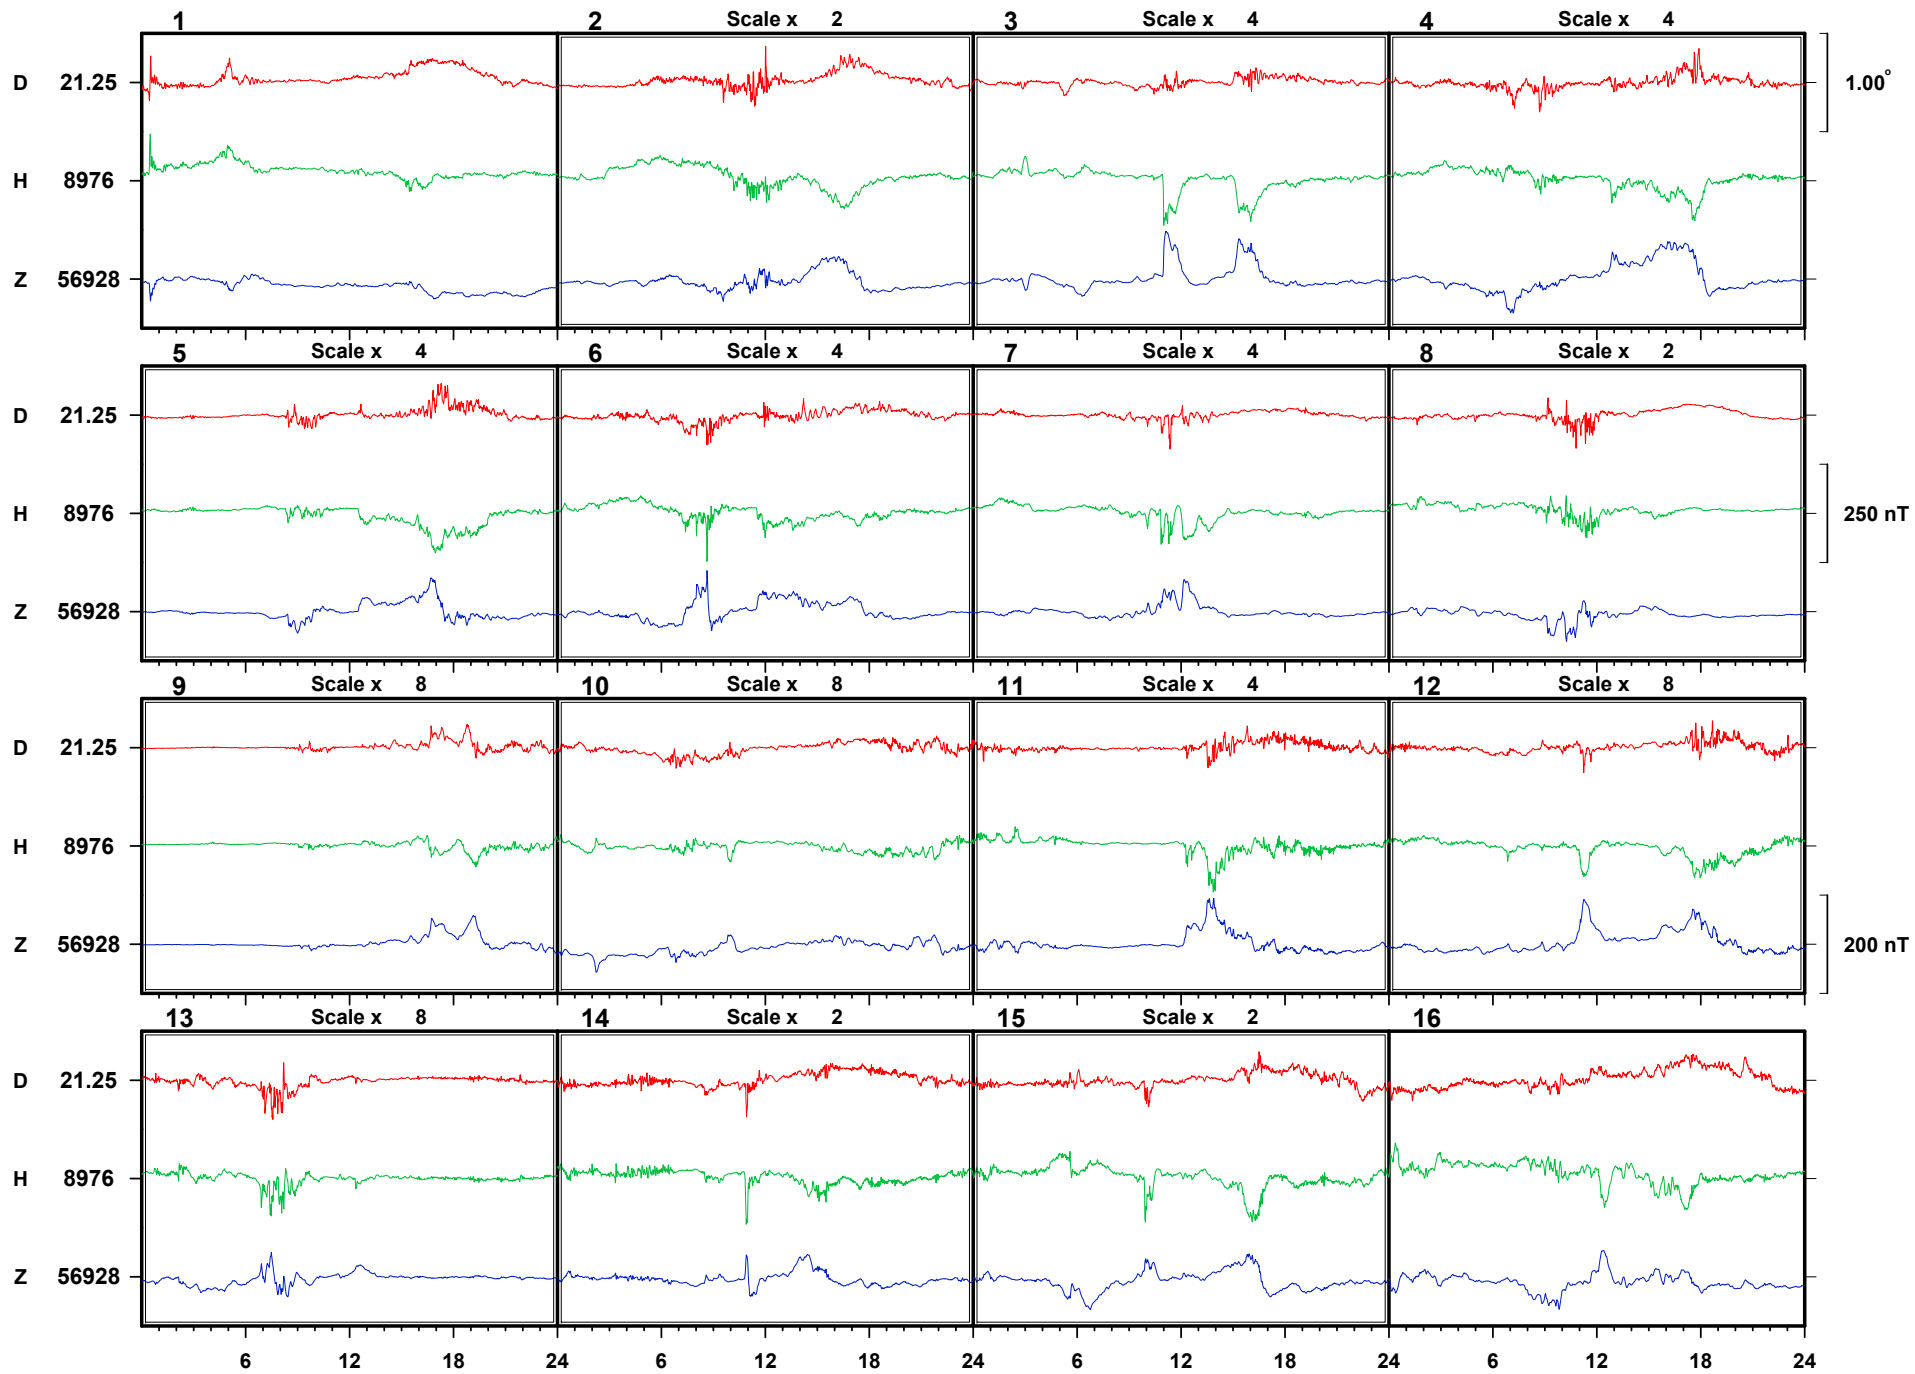 1 2 Scale x 2 3 Scale x 4 4 Scale x 4
D 21.25 1.00°
H 8976
Z 56928
5 Scale x 4 6 Scale x 4 7 Scale x 4 8 Scale x 2
D 21.25
H 8976 250 nT
Z 56928
9 Scale x 8 10 Scale x 8 11 Scale x 4 12 Scale x 8
D 21.25
H 8976
Z 56928 200 nT
13 Scale x 8 14 Scale x 2 15 Scale x 2 16
D 21.25
H 8976
Z 56928
6 12 18 24 6 12 18 24 6 12 18 24 6 12 18 24